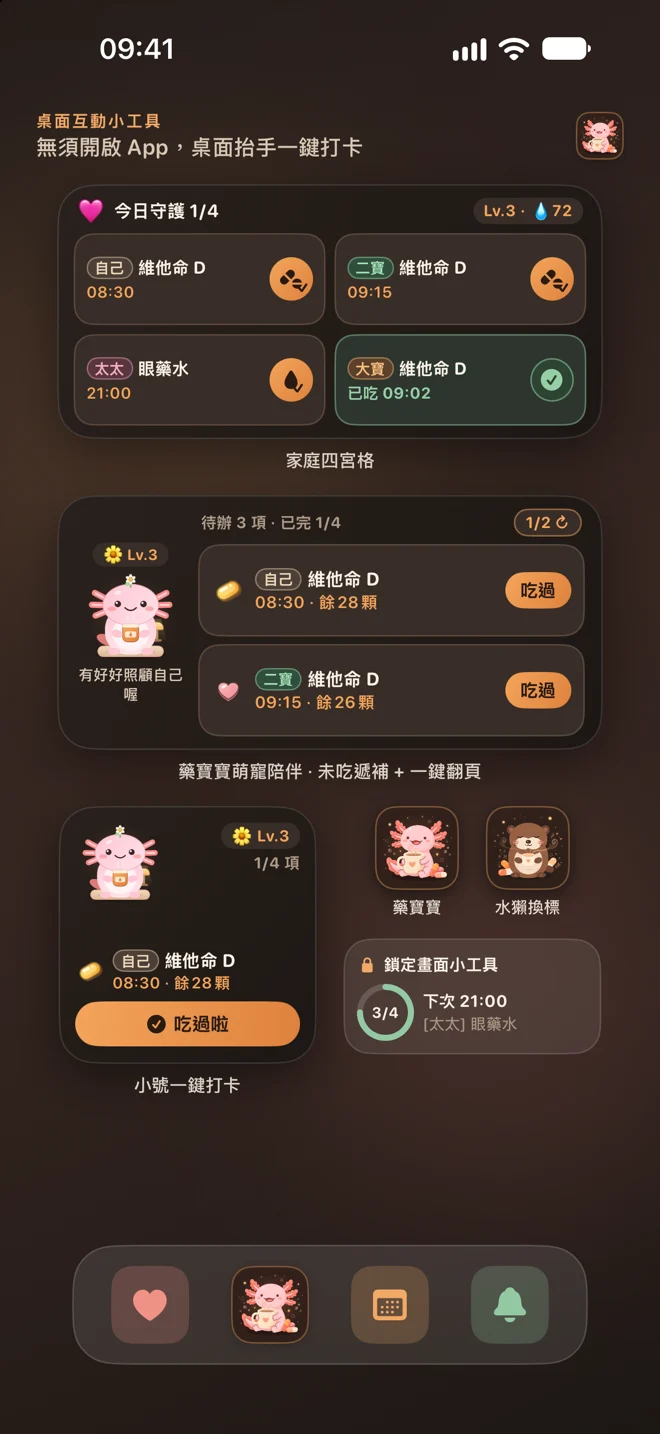 09:41
桌面互動小工具
無須開啟 App，桌面抬手一鍵打卡
今日守護 1/4
Lv.3 · 💧72
自己 維他命 D
08:30
二寶 維他命 D
09:15
太太 眼藥水
21:00
大寶 維他命 D
已吃 09:02
家庭四宮格
待辦 3 項 · 已完 1/4
1/2 ↻
🌼 Lv.3
有好好照顧自己
喔
自己 維他命 D
08:30 · 餘28顆
吃過
二寶 維他命 D
09:15 · 餘26顆
吃過
藥寶寶萌寵陪伴 · 未吃遞補 + 一鍵翻頁
🌼 Lv.3
1/4 項
自己 維他命 D
08:30 · 餘28顆
吃過啦
小號一鍵打卡
藥寶寶
水獺換標
鎖定畫面小工具
3/4
下次 21:00
[太太] 眼藥水